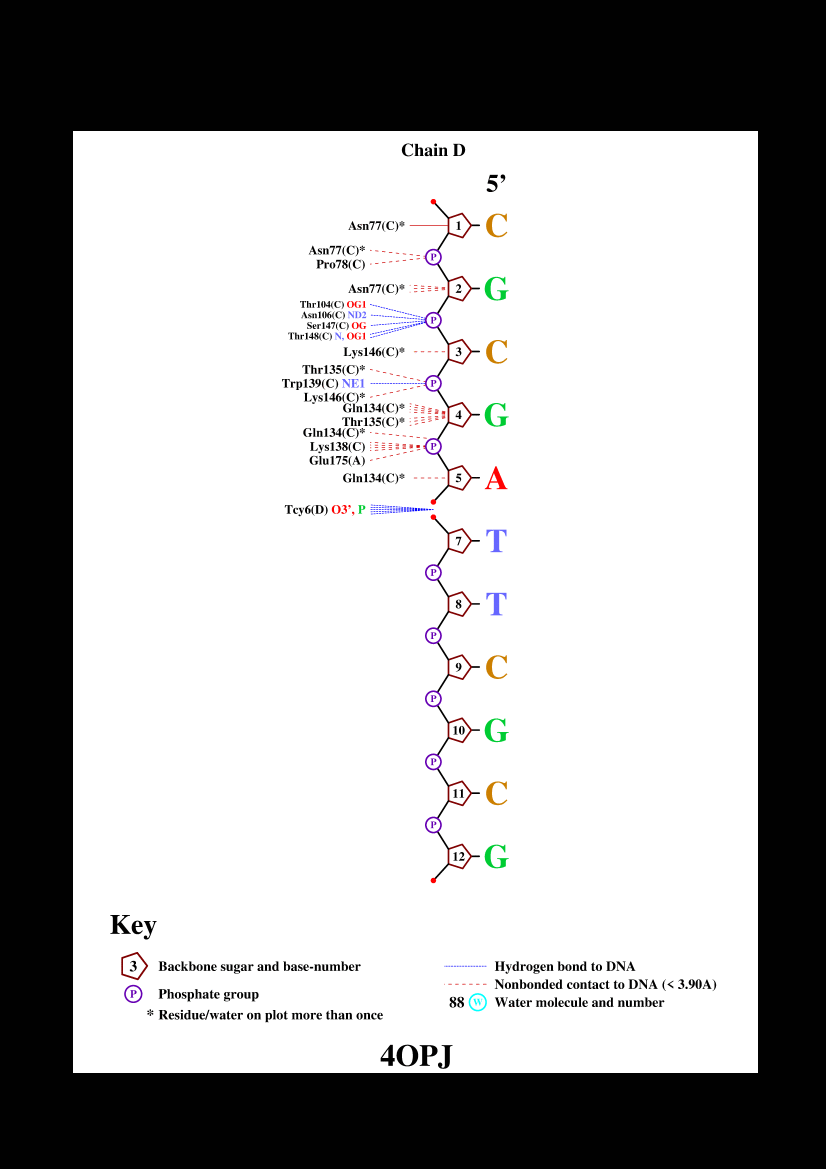 Chain D
5’
Asn77(C)* 1 C
Asn77(C)*
Pro78(C)
P
Asn77(C)* 2 G
Thr104(C) OG1
Asn106(C) ND2
Ser147(C) OG
Thr148(C) N, OG1
P
Lys146(C)* 3 C
Thr135(C)*
Trp139(C) NE1
Lys146(C)*
P
Gln134(C)*
Thr135(C)*
4 G
Gln134(C)*
Lys138(C)
Glu175(A)
P
Gln134(C)* 5 A
Tcy6(D) O3’, P
7 T
P
8 T
P
9 C
P
10 G
P
11 C
P
12 G
Key
3 Backbone sugar and base-number
P Phosphate group
* Residue/water on plot more than once
Hydrogen bond to DNA
Nonbonded contact to DNA (< 3.90A)
88 W Water molecule and number
4OPJ